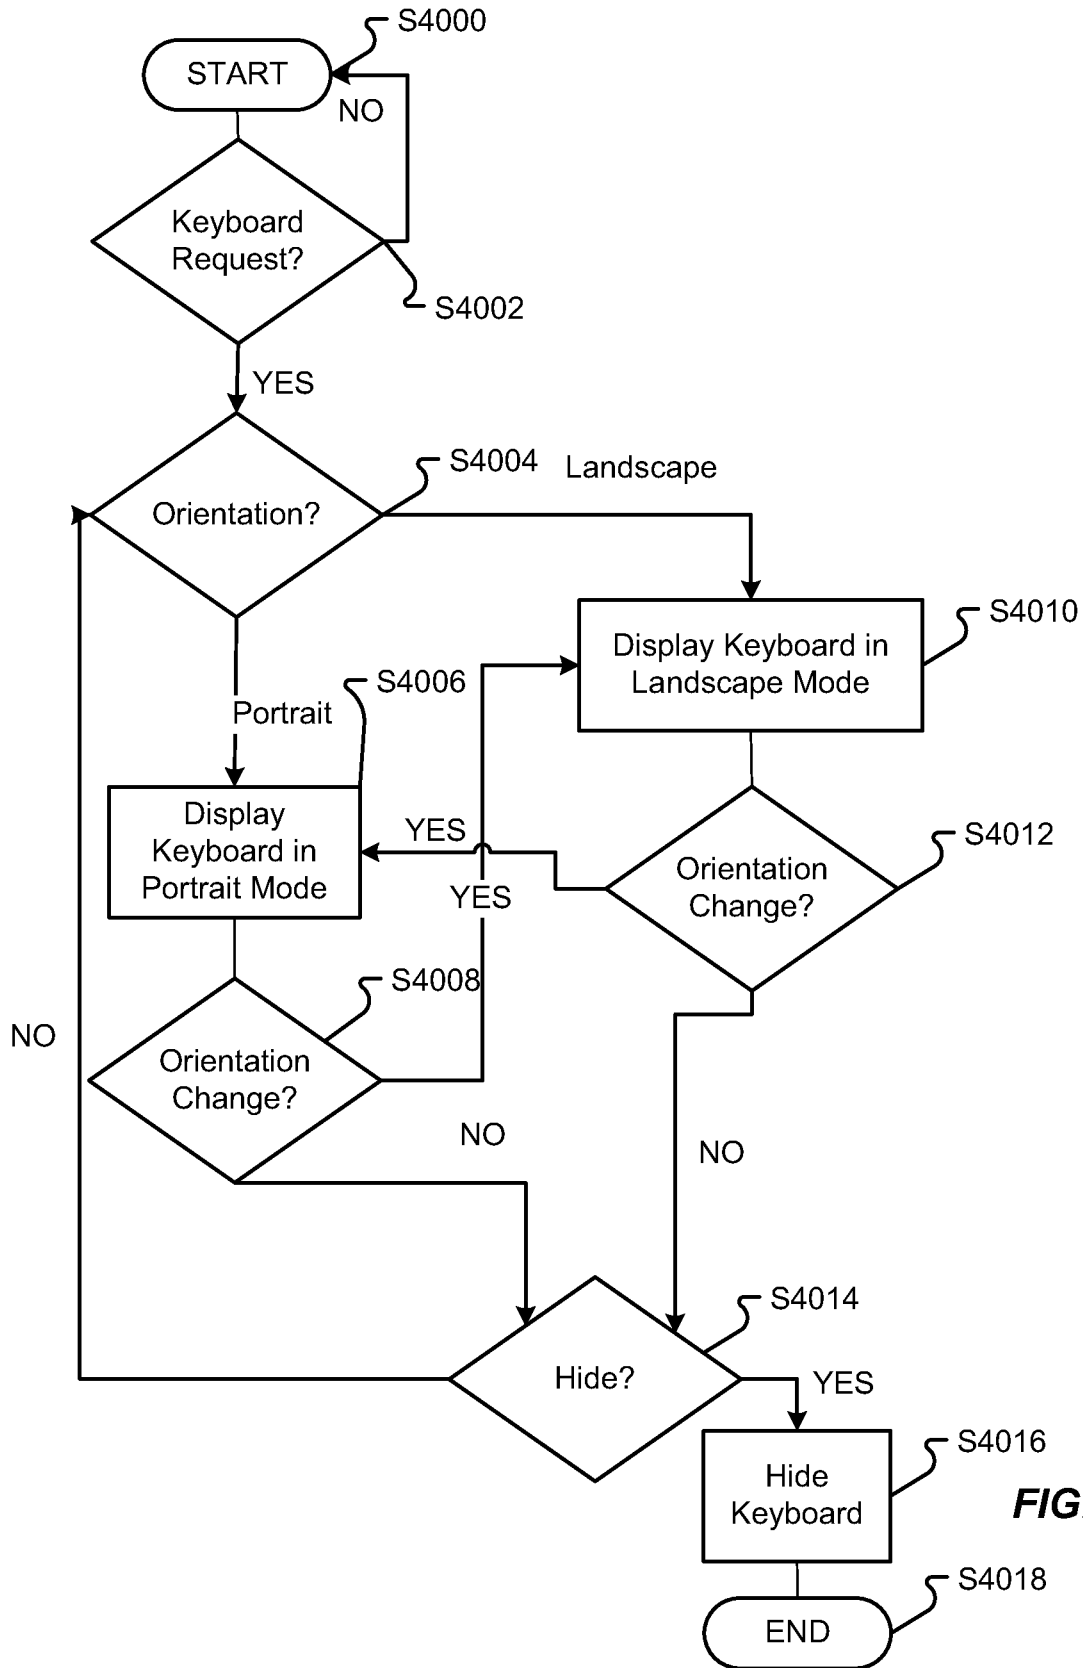 S4000
START
NO
Keyboard
Request?
S4002
YES
S4004
Landscape
Orientation?
S4010
Display Keyboard in
Landscape Mode
S4006
Portrait
Display
Keyboard in
Portrait Mode
YES
YES
S4012
Orientation
Change?
S4008
NO
Orientation
Change?
NO
NO
S4014
Hide?
YES
S4016
Hide
Keyboard
FIG.
S4018
END